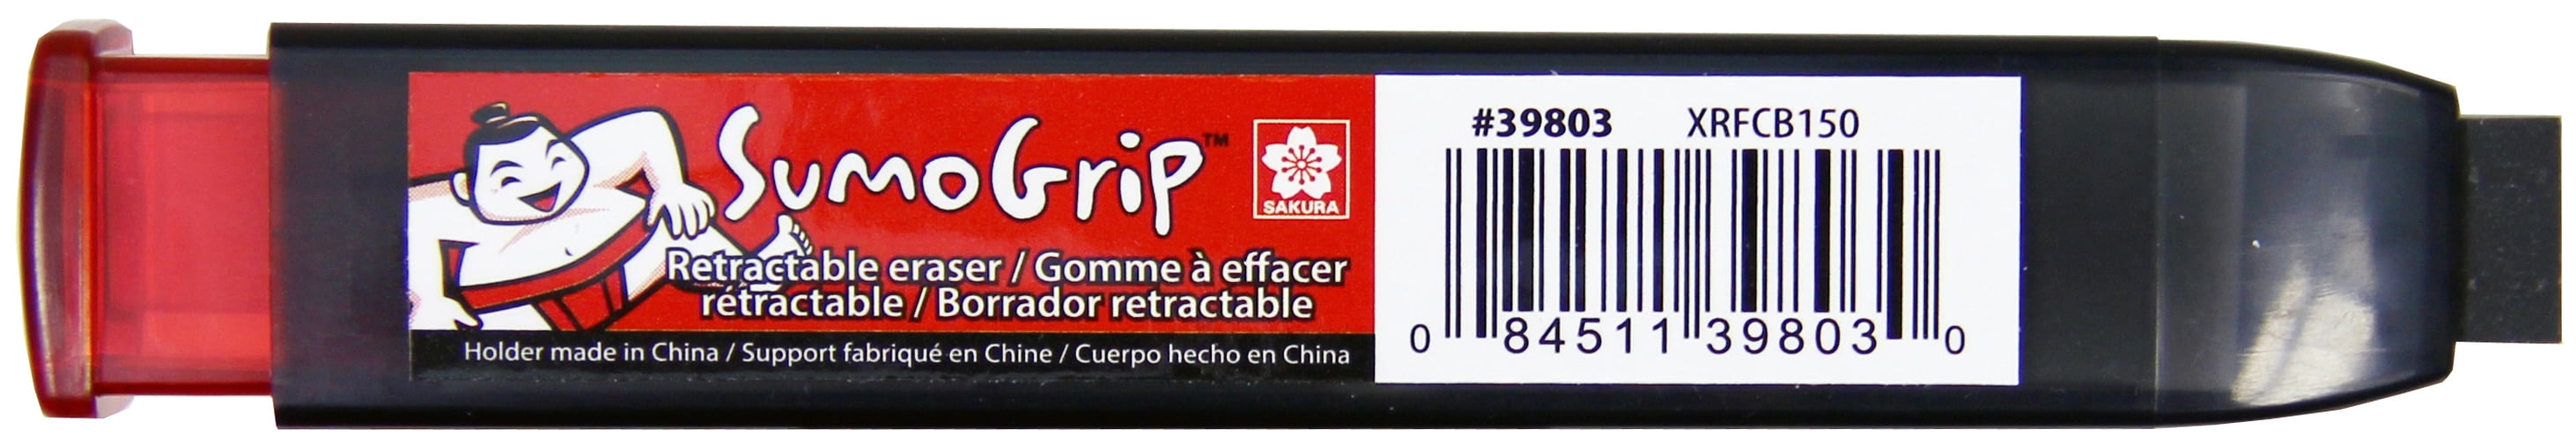 SumoGrip™
SAKURA
Retractable eraser / Gomme à effacer
rétractable / Borrador retractable
Holder made in China / Support fabriqué en Chine / Cuerpo hecho en China
#39803 XRFCB150
0 84511 39803 0